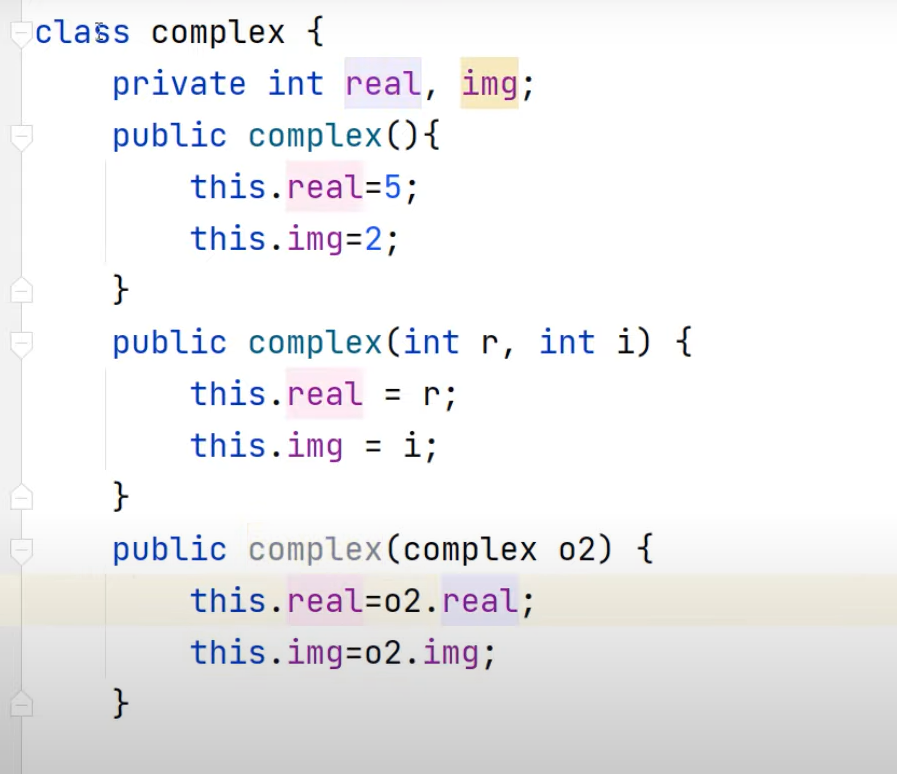 class complex {
private int real, img;
public complex(){
this.real=5;
this.img=2;
}
public complex(int r, int i) {
this.real = r;
this.img = i;
}
public complex(complex o2) {
this.real=o2.real;
this.img=o2.img;
}